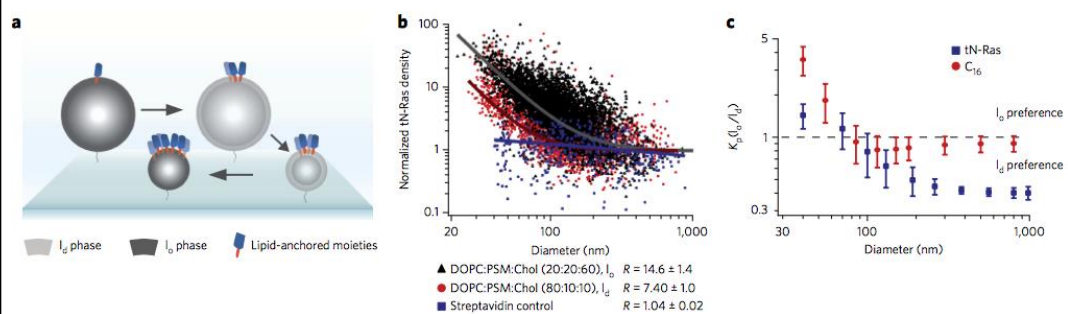 a
l_d phase
l_o phase
Lipid-anchored moieties
b
Normalized tN-Ras density
100
10
1
0.1
20
100
1,000
Diameter (nm)
▲ DOPC:PSM:Chol (20:20:60), l_o R = 14.6 ± 1.4
● DOPC:PSM:Chol (80:10:10), l_d R = 7.40 ± 1.0
■ Streptavidin control R = 1.04 ± 0.02
c
K_p(l_o/l_d)
5
1
0.3
tN-Ras
C_16
l_o preference
l_d preference
30
100
1,000
Diameter (nm)